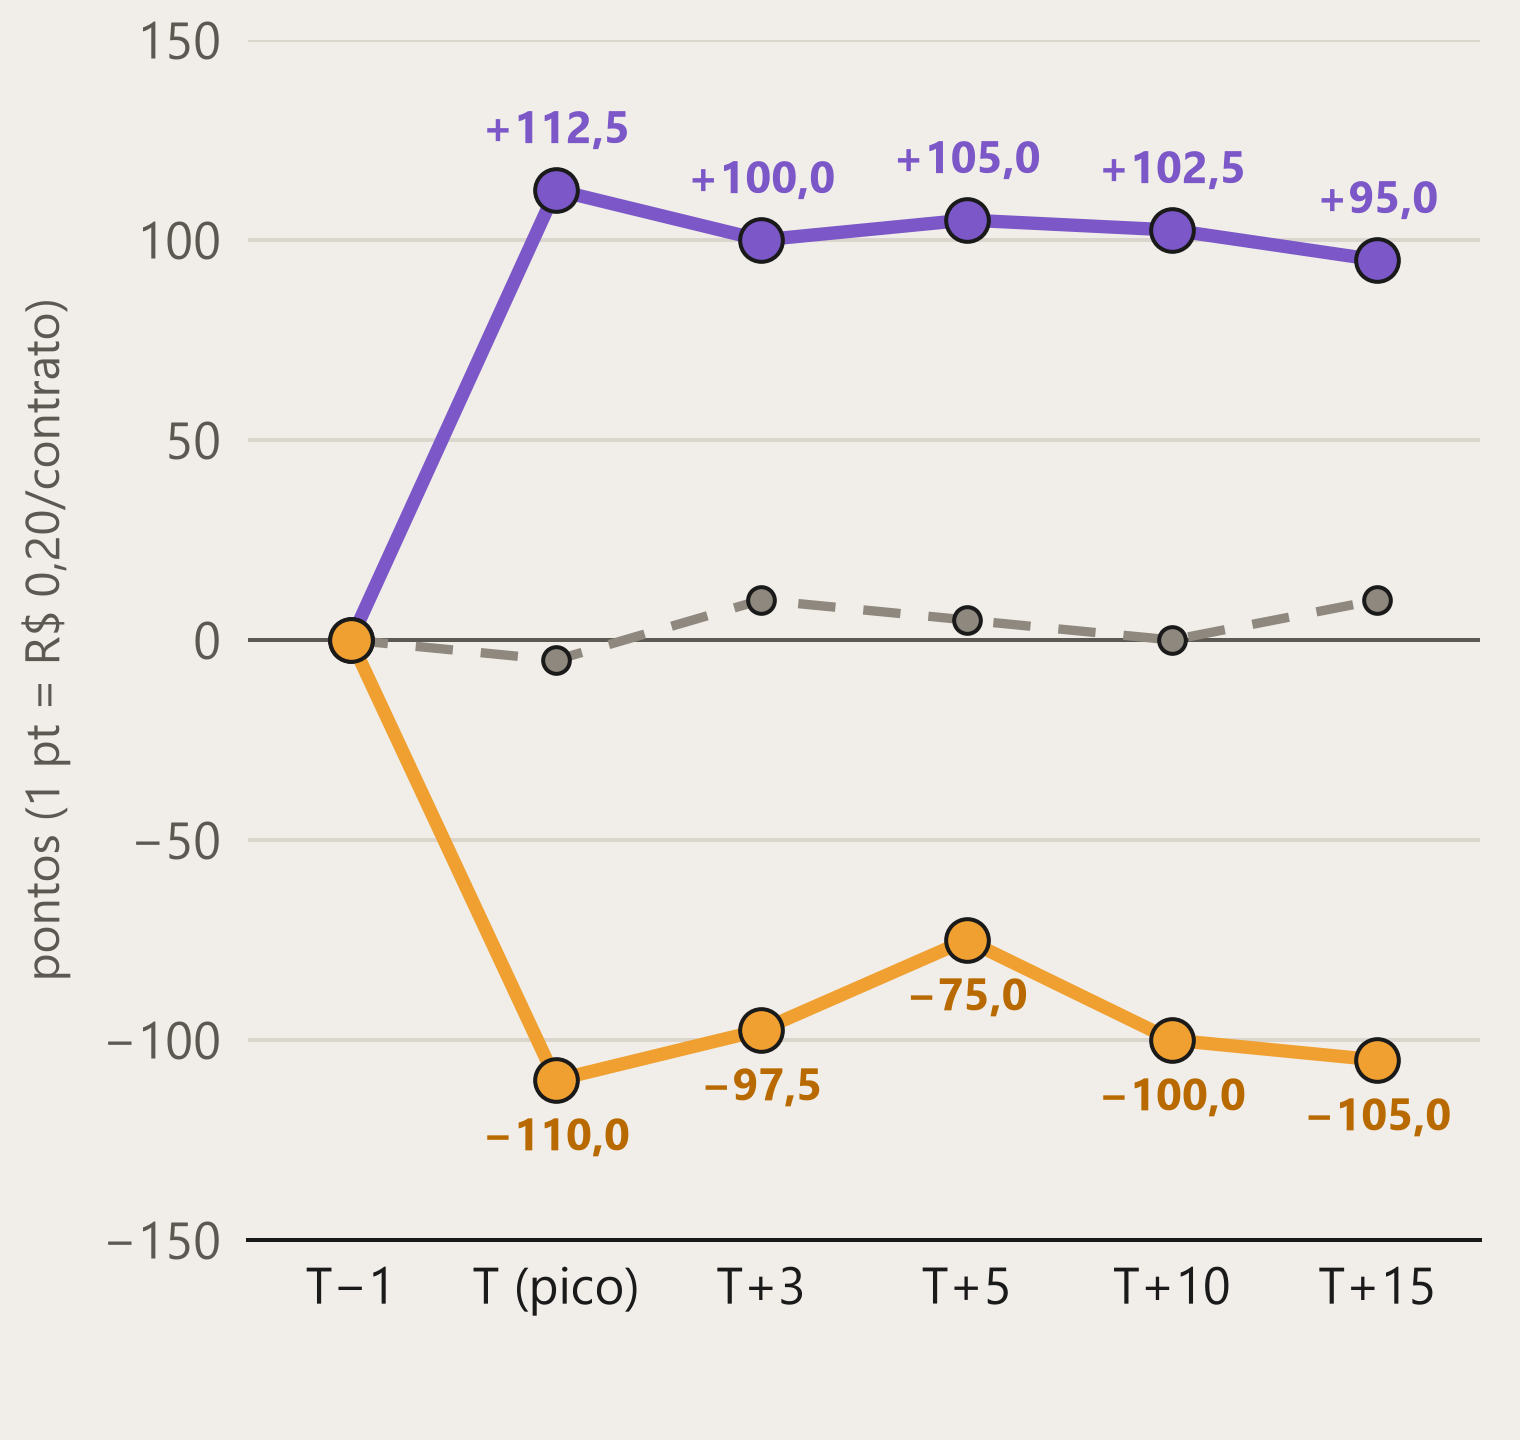 150
100
50
0
−50
−100
−150
pontos (1 pt = R$ 0,20/contrato)
+112,5
+100,0
+105,0
+102,5
+95,0
−110,0
−97,5
−75,0
−100,0
−105,0
T−1
T (pico)
T+3
T+5
T+10
T+15